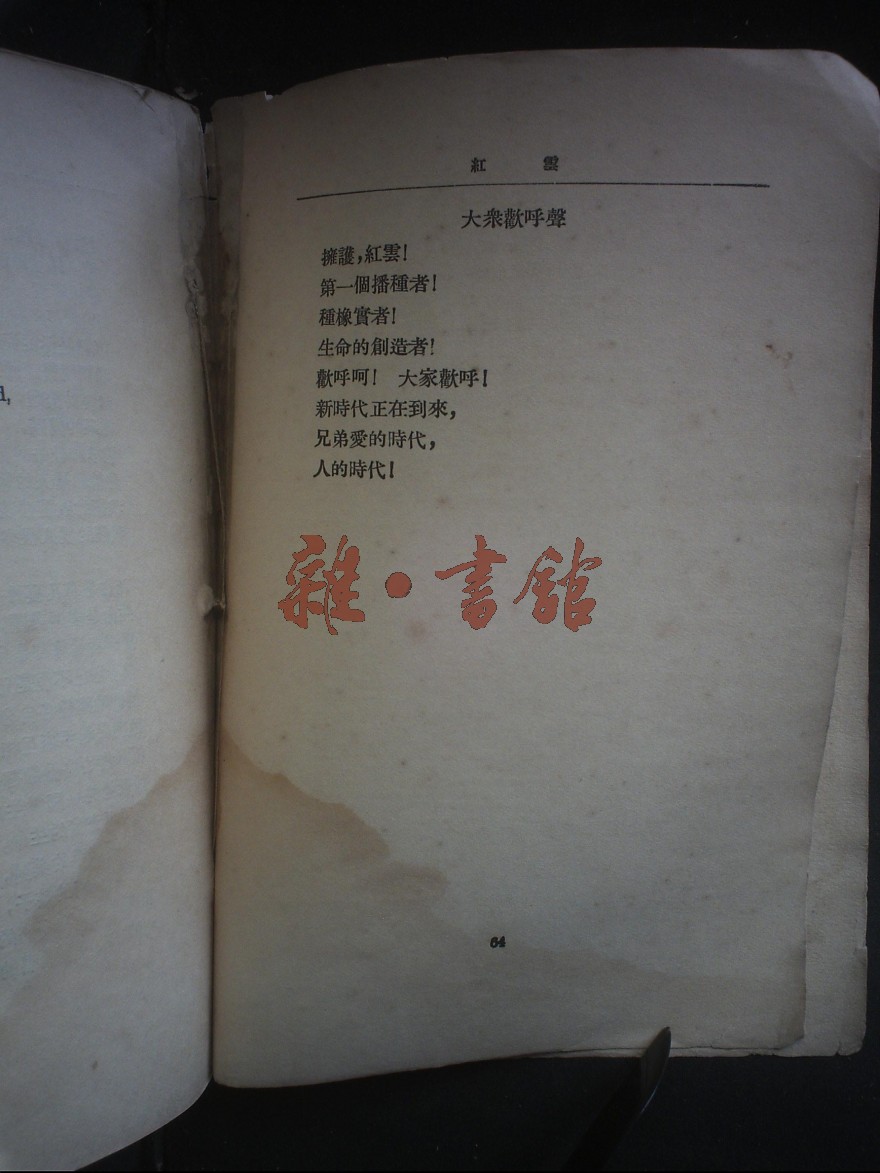 紅 雲
大衆歡呼聲
擁護，紅雲！
第一個播種者！
種橡實者！
生命的創造者！
歡呼呵！ 大家歡呼！
新時代正在到來，
兄弟愛的時代，
人的時代！
雜·書館
64